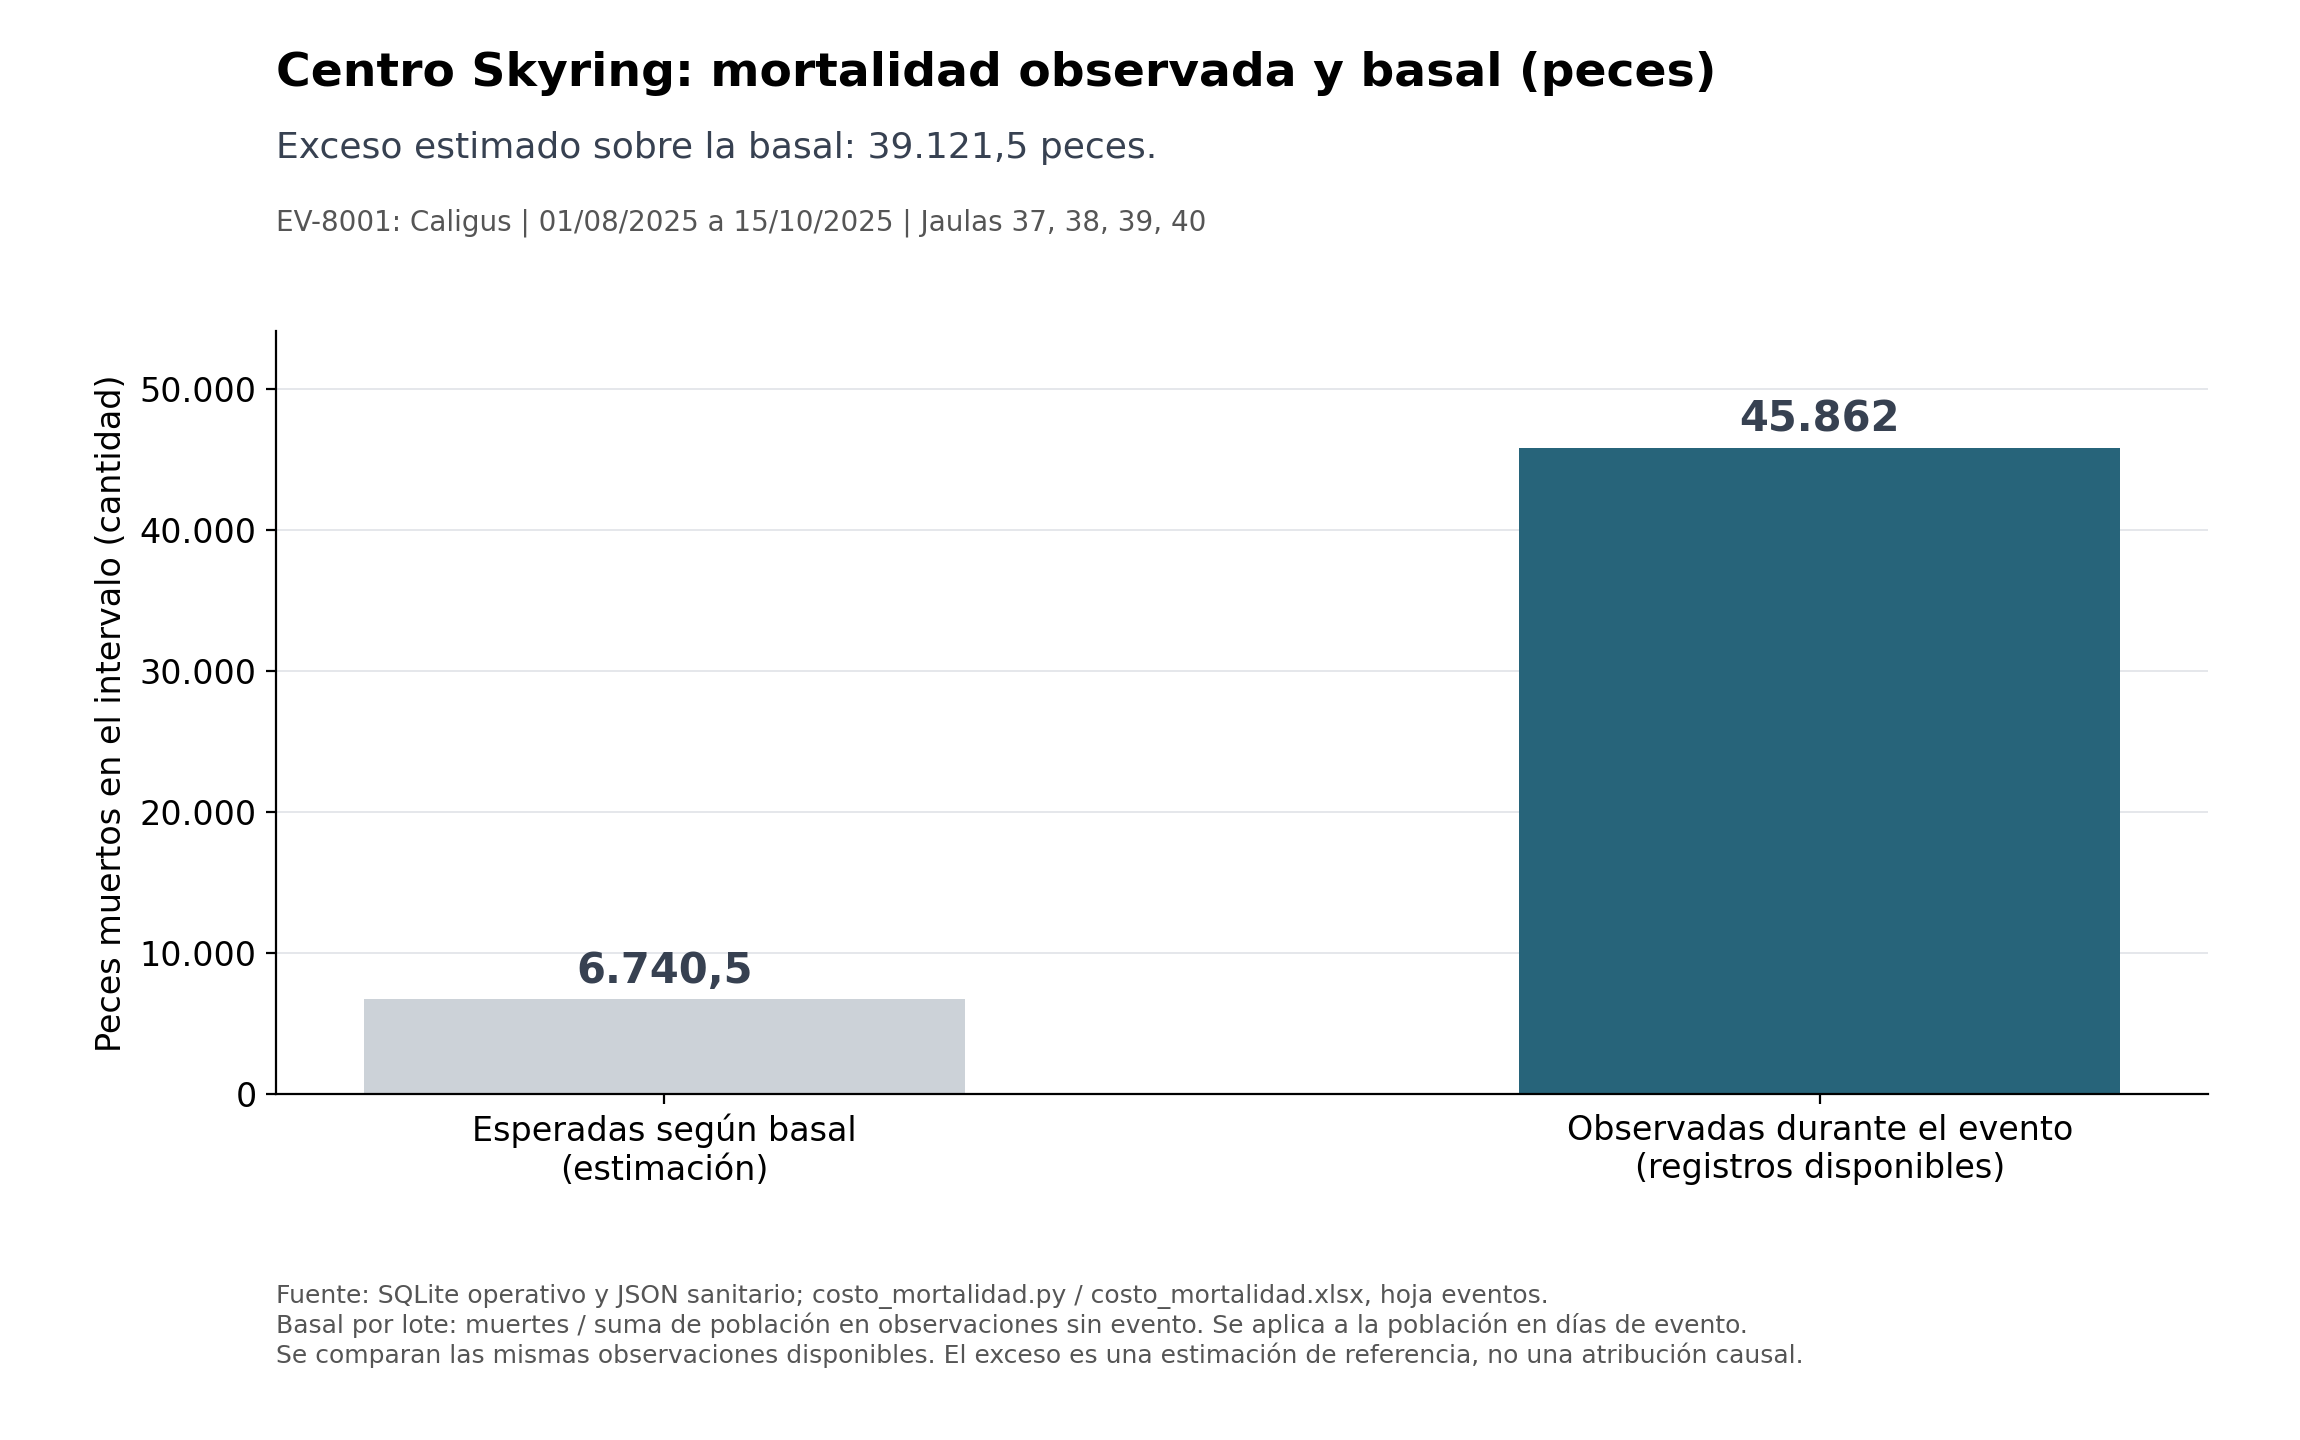 Centro Skyring: mortalidad observada y basal (peces)
Exceso estimado sobre la basal: 39.121,5 peces.
EV-8001: Caligus | 01/08/2025 a 15/10/2025 | Jaulas 37, 38, 39, 40
Peces muertos en el intervalo (cantidad)
50.000
40.000
30.000
20.000
10.000
0
6.740,5
45.862
Esperadas según basal
(estimación)
Observadas durante el evento
(registros disponibles)
Fuente: SQLite operativo y JSON sanitario; costo_mortalidad.py / costo_mortalidad.xlsx, hoja eventos.
Basal por lote: muertes / suma de población en observaciones sin evento. Se aplica a la población en días de evento.
Se comparan las mismas observaciones disponibles. El exceso es una estimación de referencia, no una atribución causal.